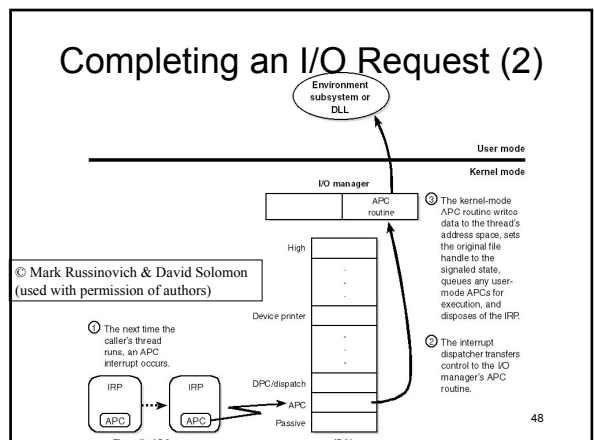 Completing an I/O Request (2)
Environment
subsystem or
DLL
User mode
Kernel mode
I/O manager
APC
routine
③ The kernel-mode
APC routine writes
data to the thread's
address space, sets
the original file
handle to the
signaled state,
queues any user-
mode APCs for
execution, and
disposes of the IRP.
High
© Mark Russinovich & David Solomon
(used with permission of authors)
Device printer
① The next time the
caller's thread
runs, an APC
interrupt occurs.
② The interrupt
dispatcher transfers
control to the I/O
manager's APC
routine.
IRP
IRP
DPC/dispatch
APC
APC
APC
Passive
48